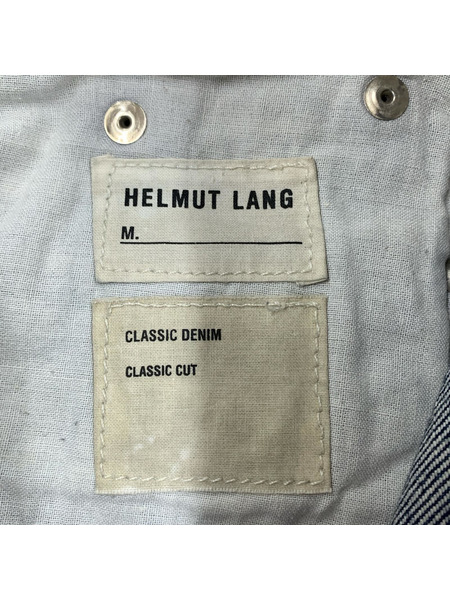 HELMUT LANG
M.
CLASSIC DENIM
CLASSIC CUT